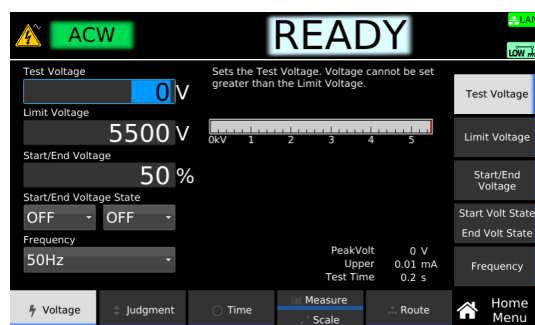 ACW
READY
LAN
LOW
Test Voltage
0 V
Sets the Test Voltage. Voltage cannot be set
greater than the Limit Voltage.
Limit Voltage
5500 V
0kV 1 2 3 4 5
Start/End Voltage
50 %
Start/End Voltage State
OFF OFF
Frequency
50Hz
PeakVolt 0 V
Upper 0.01 mA
Test Time 0.2 s
Test Voltage
Limit Voltage
Start/End
Voltage
Start Volt State
End Volt State
Frequency
Voltage
Judgment
Time
Measure
Scale
Route
Home
Menu